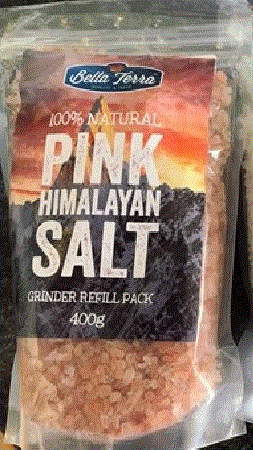 Bella Terra
100% NATURAL
PINK
HIMALAYAN
SALT
GRINDER REFILL PACK
400g